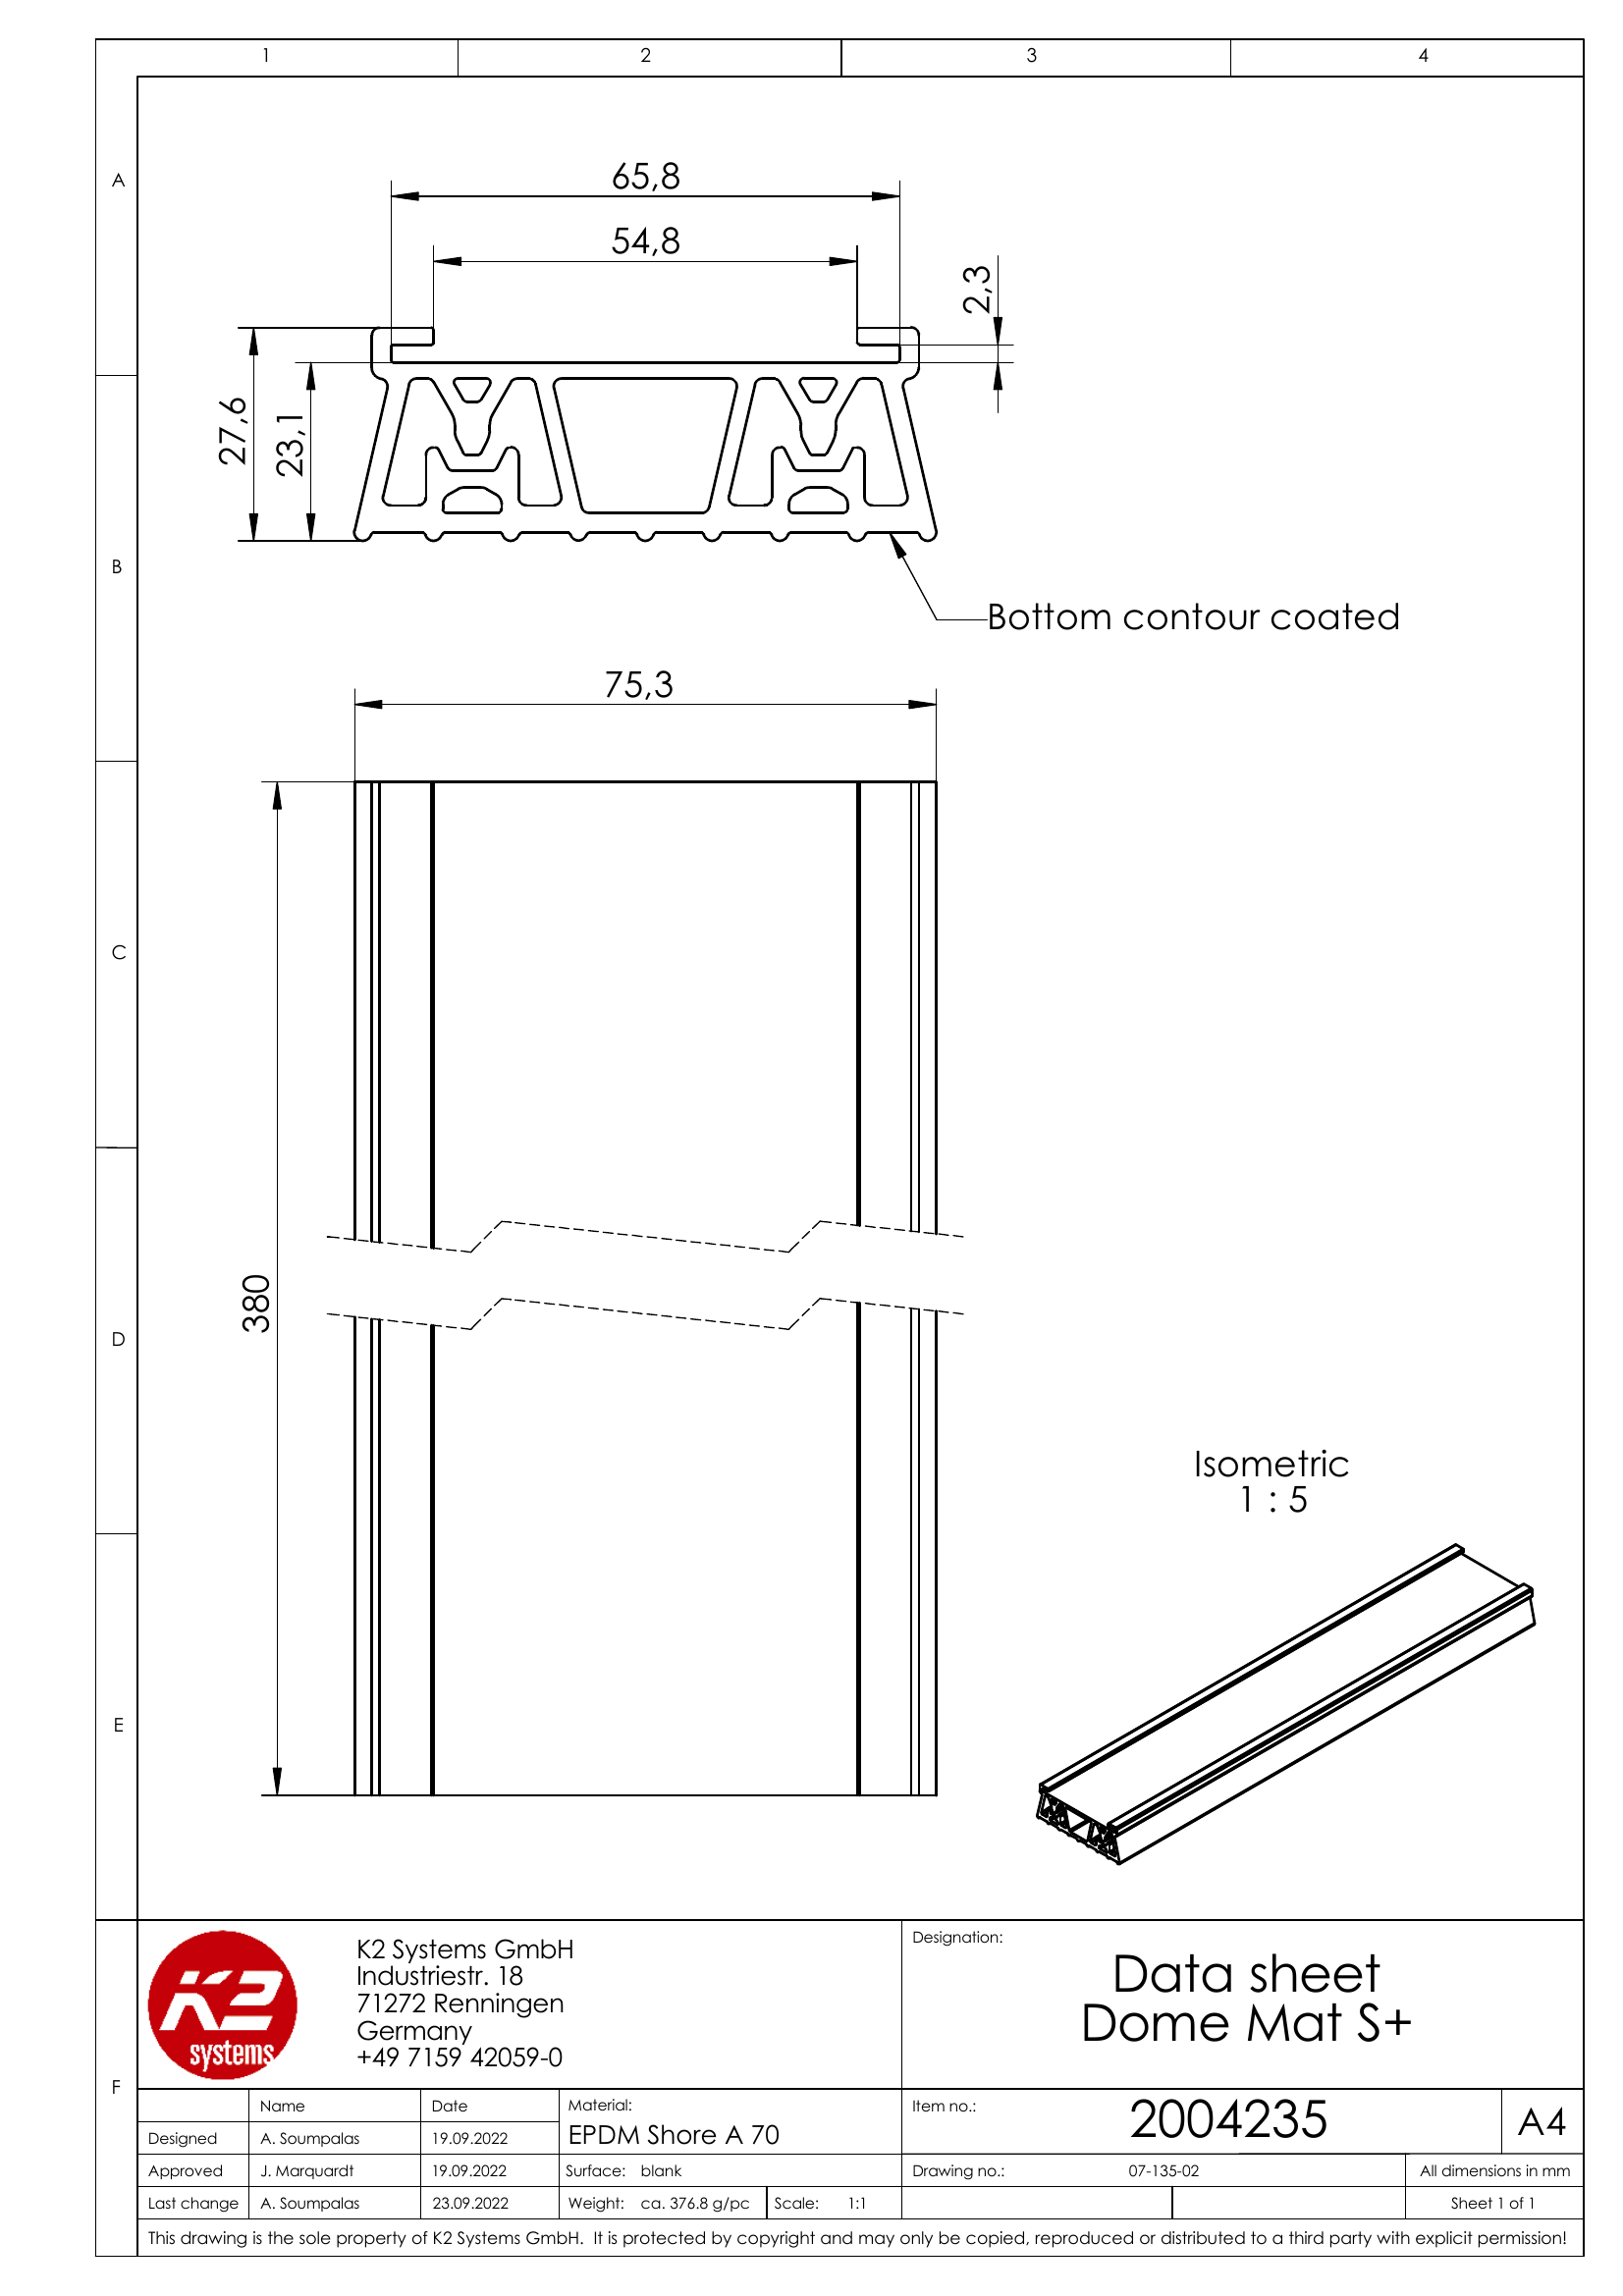 1 2 3 4
A
B
C
D
E
F
65,8
54,8
2,3
27,6
23,1
Bottom contour coated
75,3
380
Isometric
1 : 5
K2
systems
K2 Systems GmbH
Industriestr. 18
71272 Renningen
Germany
+49 7159 42059-0
Designation:
Data sheet
Dome Mat S+
Name Date
Designed A. Soumpalas 19.09.2022
Approved J. Marquardt 19.09.2022
Last change A. Soumpalas 23.09.2022
Material:
EPDM Shore A 70
Surface: blank
Weight: ca. 376.8 g/pc Scale: 1:1
Item no.: 2004235 A4
Drawing no.: 07-135-02 All dimensions in mm
Sheet 1 of 1
This drawing is the sole property of K2 Systems GmbH. It is protected by copyright and may only be copied, reproduced or distributed to a third party with explicit permission!